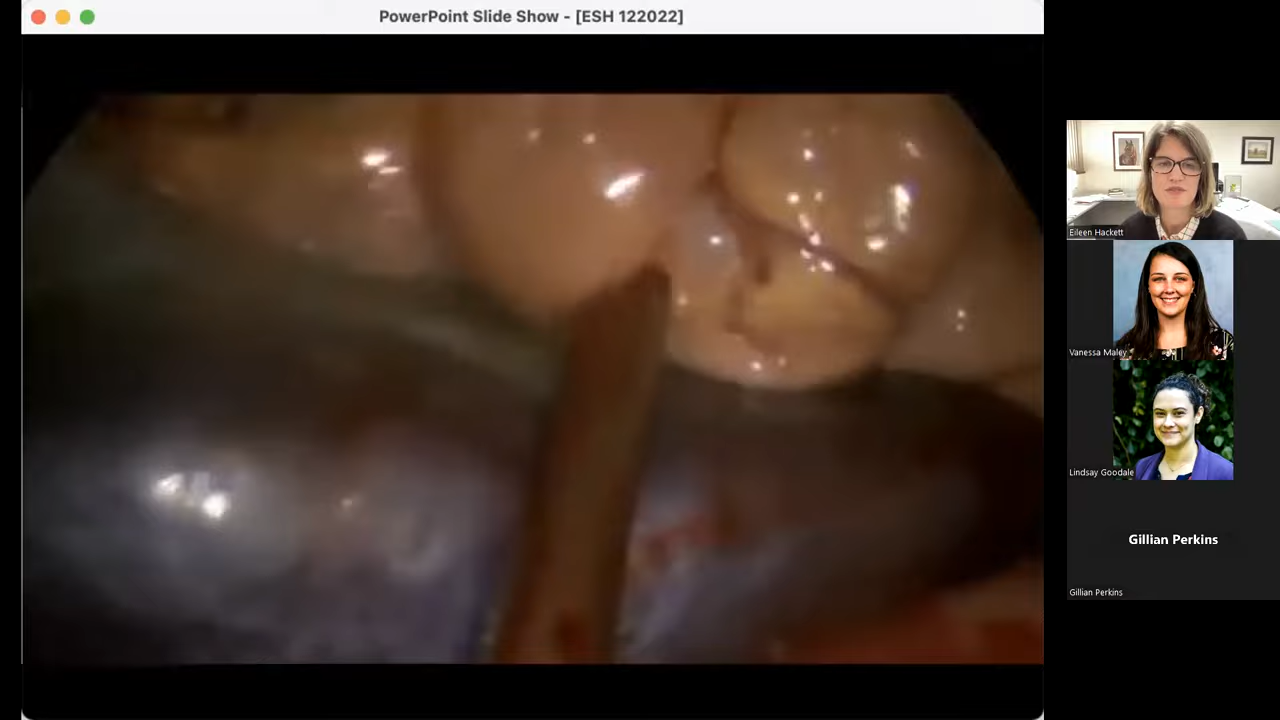 PowerPoint Slide Show - [ESH 122022]
Eileen Hackett
Vanessa Maley
Lindsay Goodale
Gillian Perkins
Gillian Perkins